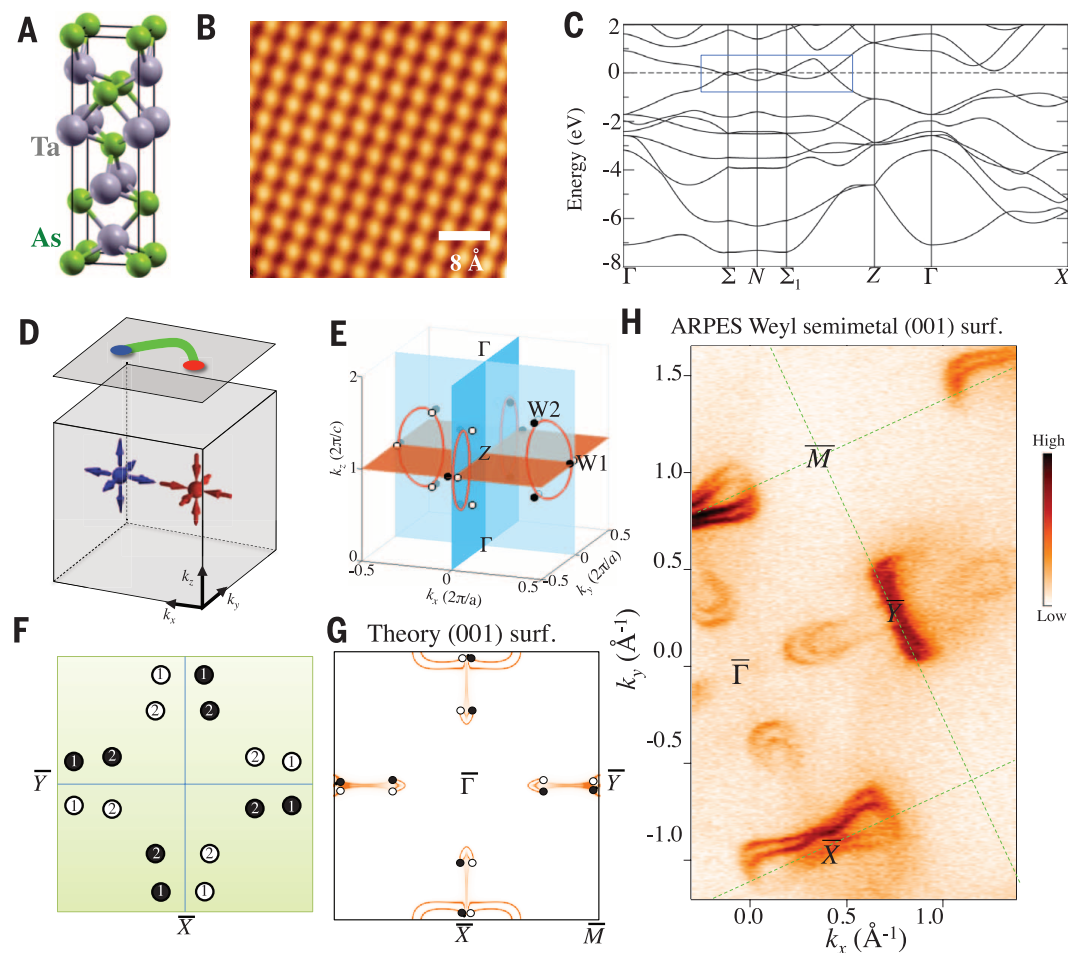 A
Ta
As
B
8 Å
C
Energy (eV)
2
0
-2
-4
-6
-8
Γ
Σ
N
Σ1
Z
Γ
X
D
kz
ky
kx
E
kz (2π/c)
2
1
0
Γ
W2
Z
W1
Γ
-0.5
0
0.5
kx (2π/a)
-0.5
0
0.5
ky (2π/a)
F
1
1
2
2
1
2
2
1
1
2
2
1
2
2
1
1
Y̅
X̅
G Theory (001) surf.
Γ̅
Y̅
X̅
M̅
H ARPES Weyl semimetal (001) surf.
1.5
1.0
0.5
0.0
-0.5
-1.0
ky (Å-1)
M̅
Y̅
Γ̅
X̅
0.0
0.5
1.0
kx (Å-1)
High
Low